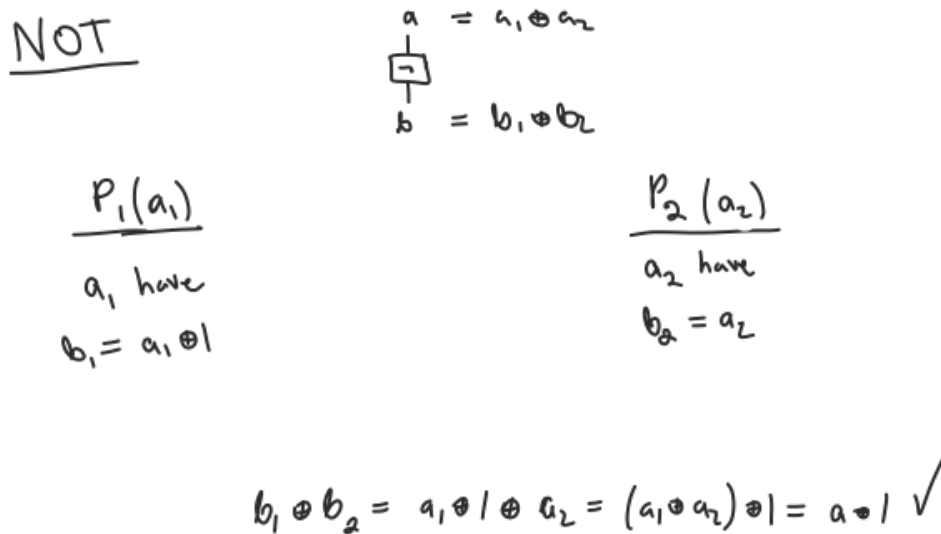 NOT
a = a₁ ⊕ a₂
¬
b = b₁ ⊕ b₂
P₁(a₁)
P₂(a₂)
a₁ have
a₂ have
b₁ = a₁ ⊕ 1
b₂ = a₂
b₁ ⊕ b₂ = a₁ ⊕ 1 ⊕ a₂ = (a₁ ⊕ a₂) ⊕ 1 = a ⊕ 1 ✓